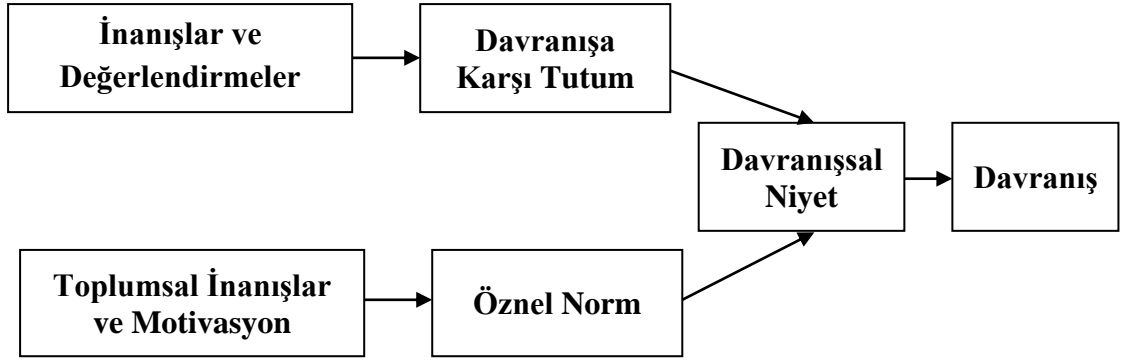 İnanışlar ve
Değerlendirmeler
Davranışa
Karşı Tutum
Davranışsal
Niyet
Davranış
Toplumsal İnanışlar
ve Motivasyon
Öznel Norm